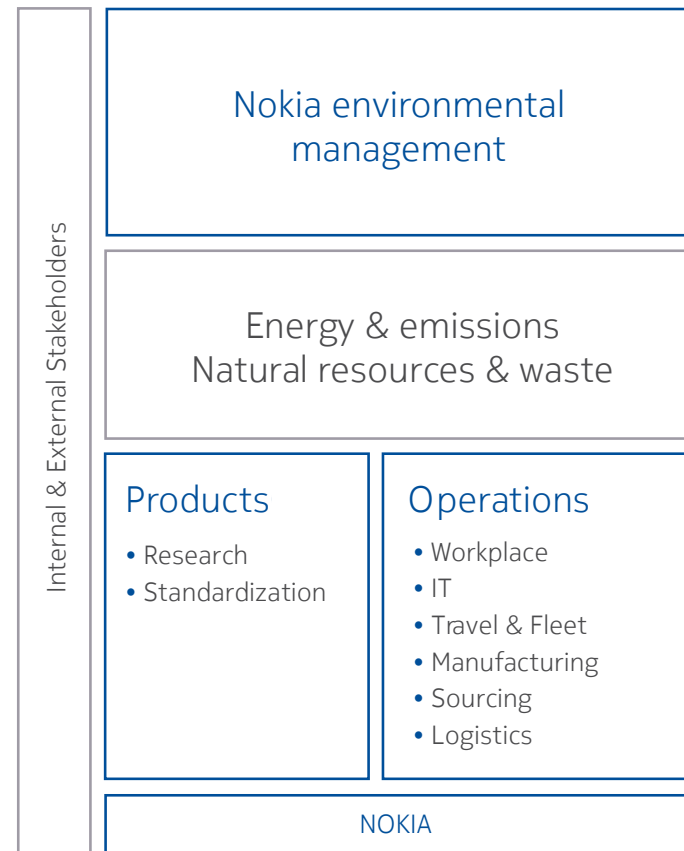 Internal & External Stakeholders
Nokia environmental
management
Energy & emissions
Natural resources & waste
Products
• Research
• Standardization
Operations
• Workplace
• IT
• Travel & Fleet
• Manufacturing
• Sourcing
• Logistics
NOKIA